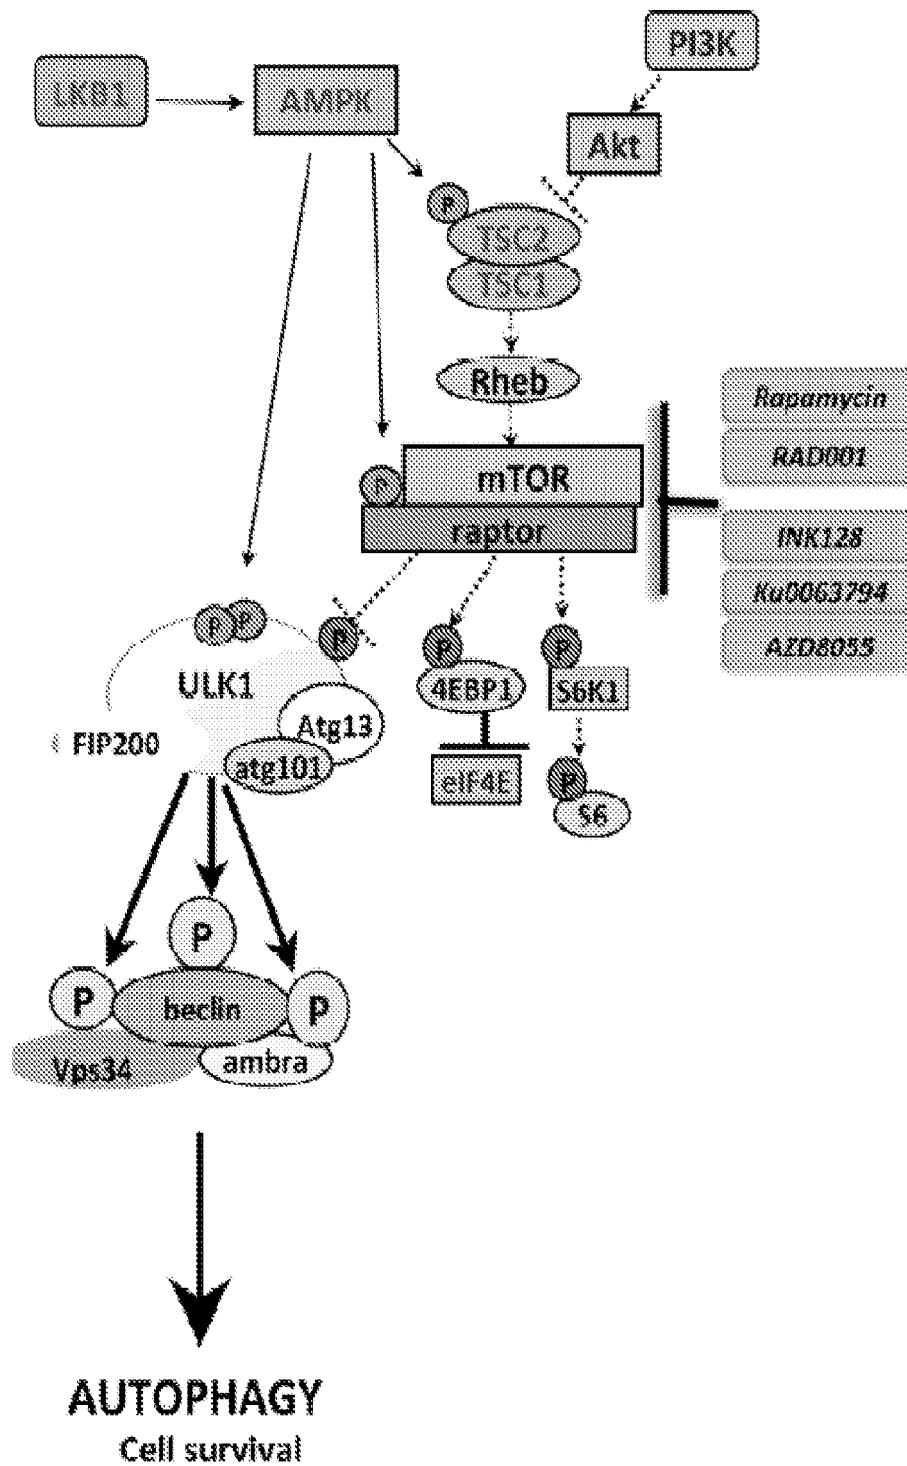 PI3K
LKB1
AMPK
Akt
P
TSC2
TSC1
Rheb
Rapamycin
RAD001
mTOR
P
raptor
INK128
Ku0063794
AZD8055
P P
P
P
P
ULK1
4EBP1
S6K1
Atg13
FIP200
atg101
eIF4E
P
S6
P
P
P
beclin
Vps34
ambra
AUTOPHAGY
Cell survival